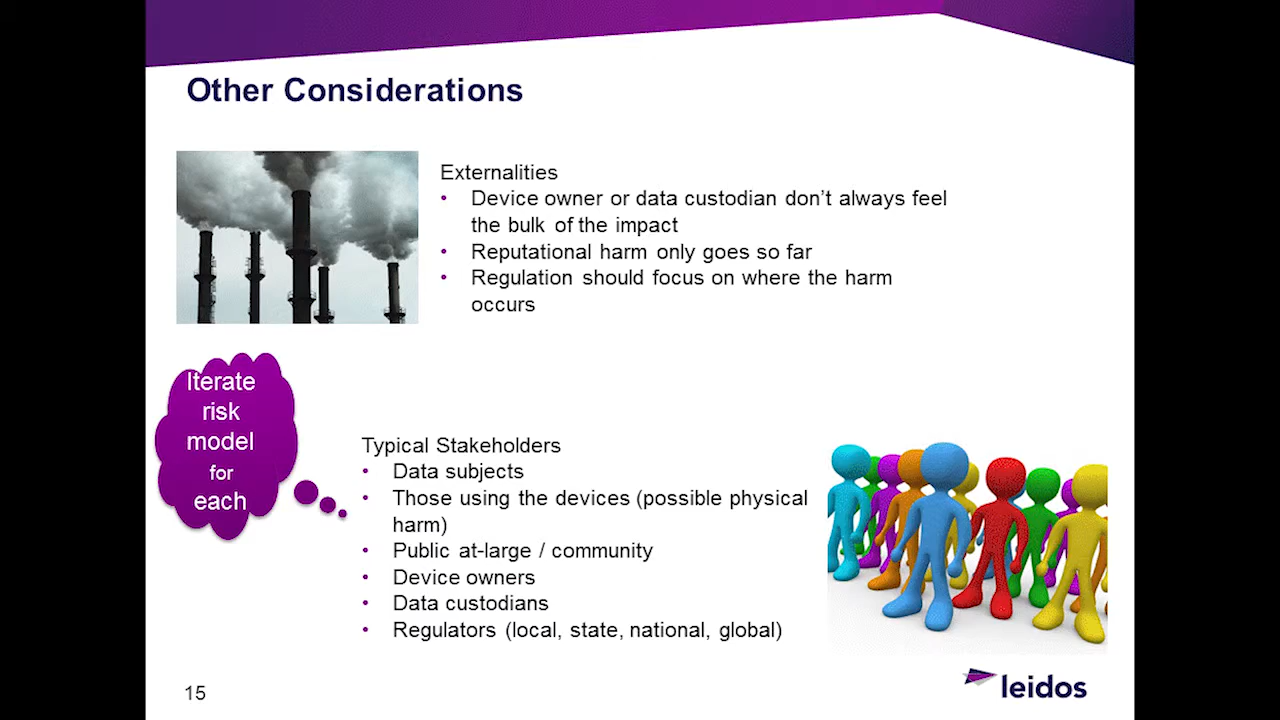 Other Considerations
Externalities
• Device owner or data custodian don’t always feel
the bulk of the impact
• Reputational harm only goes so far
• Regulation should focus on where the harm
occurs
Iterate
risk
model
for
each
Typical Stakeholders
• Data subjects
• Those using the devices (possible physical
harm)
• Public at-large / community
• Device owners
• Data custodians
• Regulators (local, state, national, global)
15
leidos